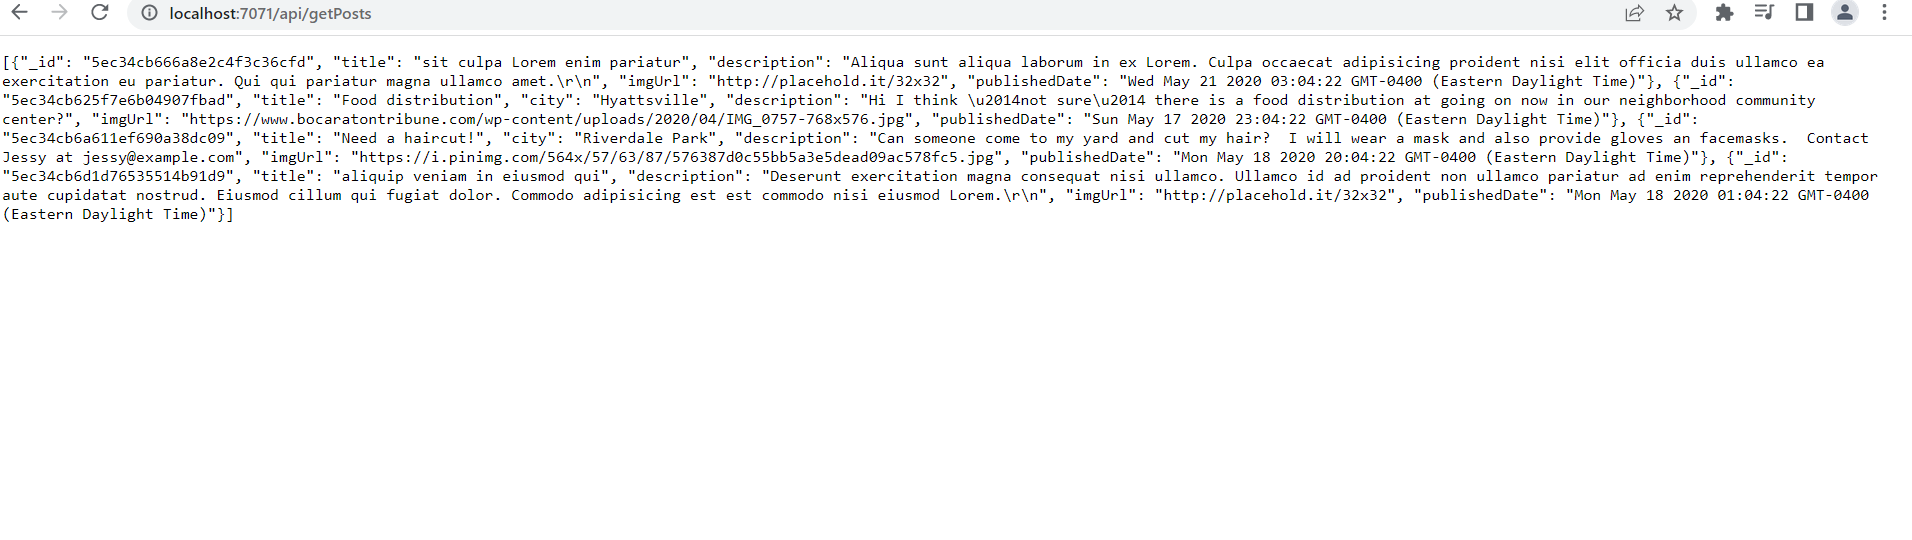 localhost:7071/api/getPosts
[{"_id": "5ec34cb666a8e2c4f3c36cfd", "title": "sit culpa Lorem enim pariatur", "description": "Aliqua sunt aliqua laborum in ex Lorem. Culpa occaecat adipisicing proident nisi elit officia duis ullamco ea
exercitation eu pariatur. Qui qui pariatur magna ullamco amet.\r\n", "imgUrl": "http://placehold.it/32x32", "publishedDate": "Wed May 21 2020 03:04:22 GMT-0400 (Eastern Daylight Time)"}, {"_id":
"5ec34cb625f7e6b04907fbad", "title": "Food distribution", "city": "Hyattsville", "description": "Hi I think \u2014not sure\u2014 there is a food distribution at going on now in our neighborhood community
center?", "imgUrl": "https://www.bocaratontribune.com/wp-content/uploads/2020/04/IMG_0757-768x576.jpg", "publishedDate": "Sun May 17 2020 23:04:22 GMT-0400 (Eastern Daylight Time)"}, {"_id":
"5ec34cb6a611ef690a38dc09", "title": "Need a haircut!", "city": "Riverdale Park", "description": "Can someone come to my yard and cut my hair?  I will wear a mask and also provide gloves an facemasks.  Contact
Jessy at jessy@example.com", "imgUrl": "https://i.pinimg.com/564x/57/63/87/576387d0c55bb5a3e5dead09ac578fc5.jpg", "publishedDate": "Mon May 18 2020 20:04:22 GMT-0400 (Eastern Daylight Time)"}, {"_id":
"5ec34cb6d1d76535514b91d9", "title": "aliquip veniam in eiusmod qui", "description": "Deserunt exercitation magna consequat nisi ullamco. Ullamco id ad proident non ullamco pariatur ad enim reprehenderit tempor
aute cupidatat nostrud. Eiusmod cillum qui fugiat dolor. Commodo adipisicing est est commodo nisi eiusmod Lorem.\r\n", "imgUrl": "http://placehold.it/32x32", "publishedDate": "Mon May 18 2020 01:04:22 GMT-0400
(Eastern Daylight Time)"}]